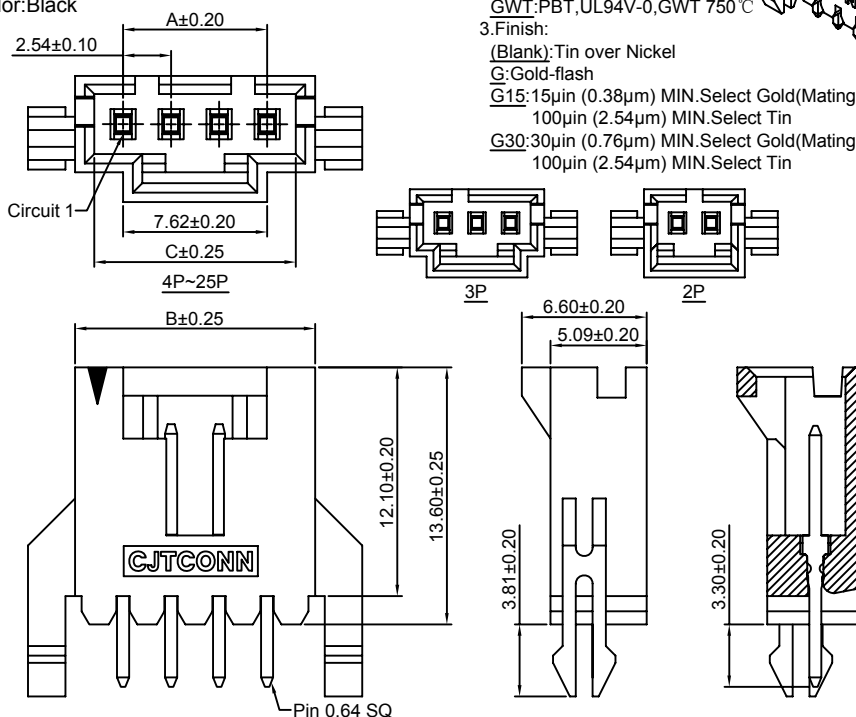 lor:Black
GWT:PBT,UL94V-0,GWT 750℃
3.Finish:
(Blank):Tin over Nickel
G:Gold-flash
G15:15µin (0.38µm) MIN.Select Gold(Mating
100µin (2.54µm) MIN.Select Tin
G30:30µin (0.76µm) MIN.Select Gold(Mating
100µin (2.54µm) MIN.Select Tin
A±0.20
2.54±0.10
Circuit 1
7.62±0.20
C±0.25
4P~25P
3P
2P
B±0.25
6.60±0.20
5.09±0.20
12.10±0.20
13.60±0.25
3.81±0.20
3.30±0.20
CJTCONN
Pin 0.64 SQ